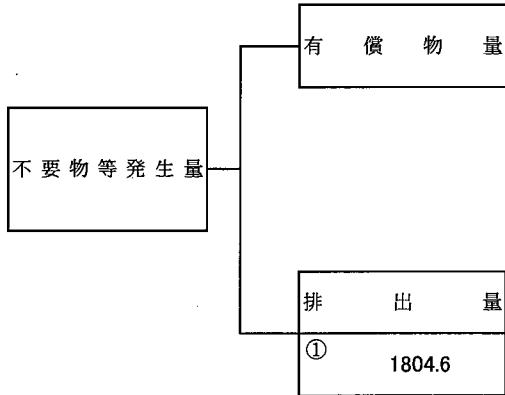 有償物量
不要物等発生量
排出量
①
1804.6